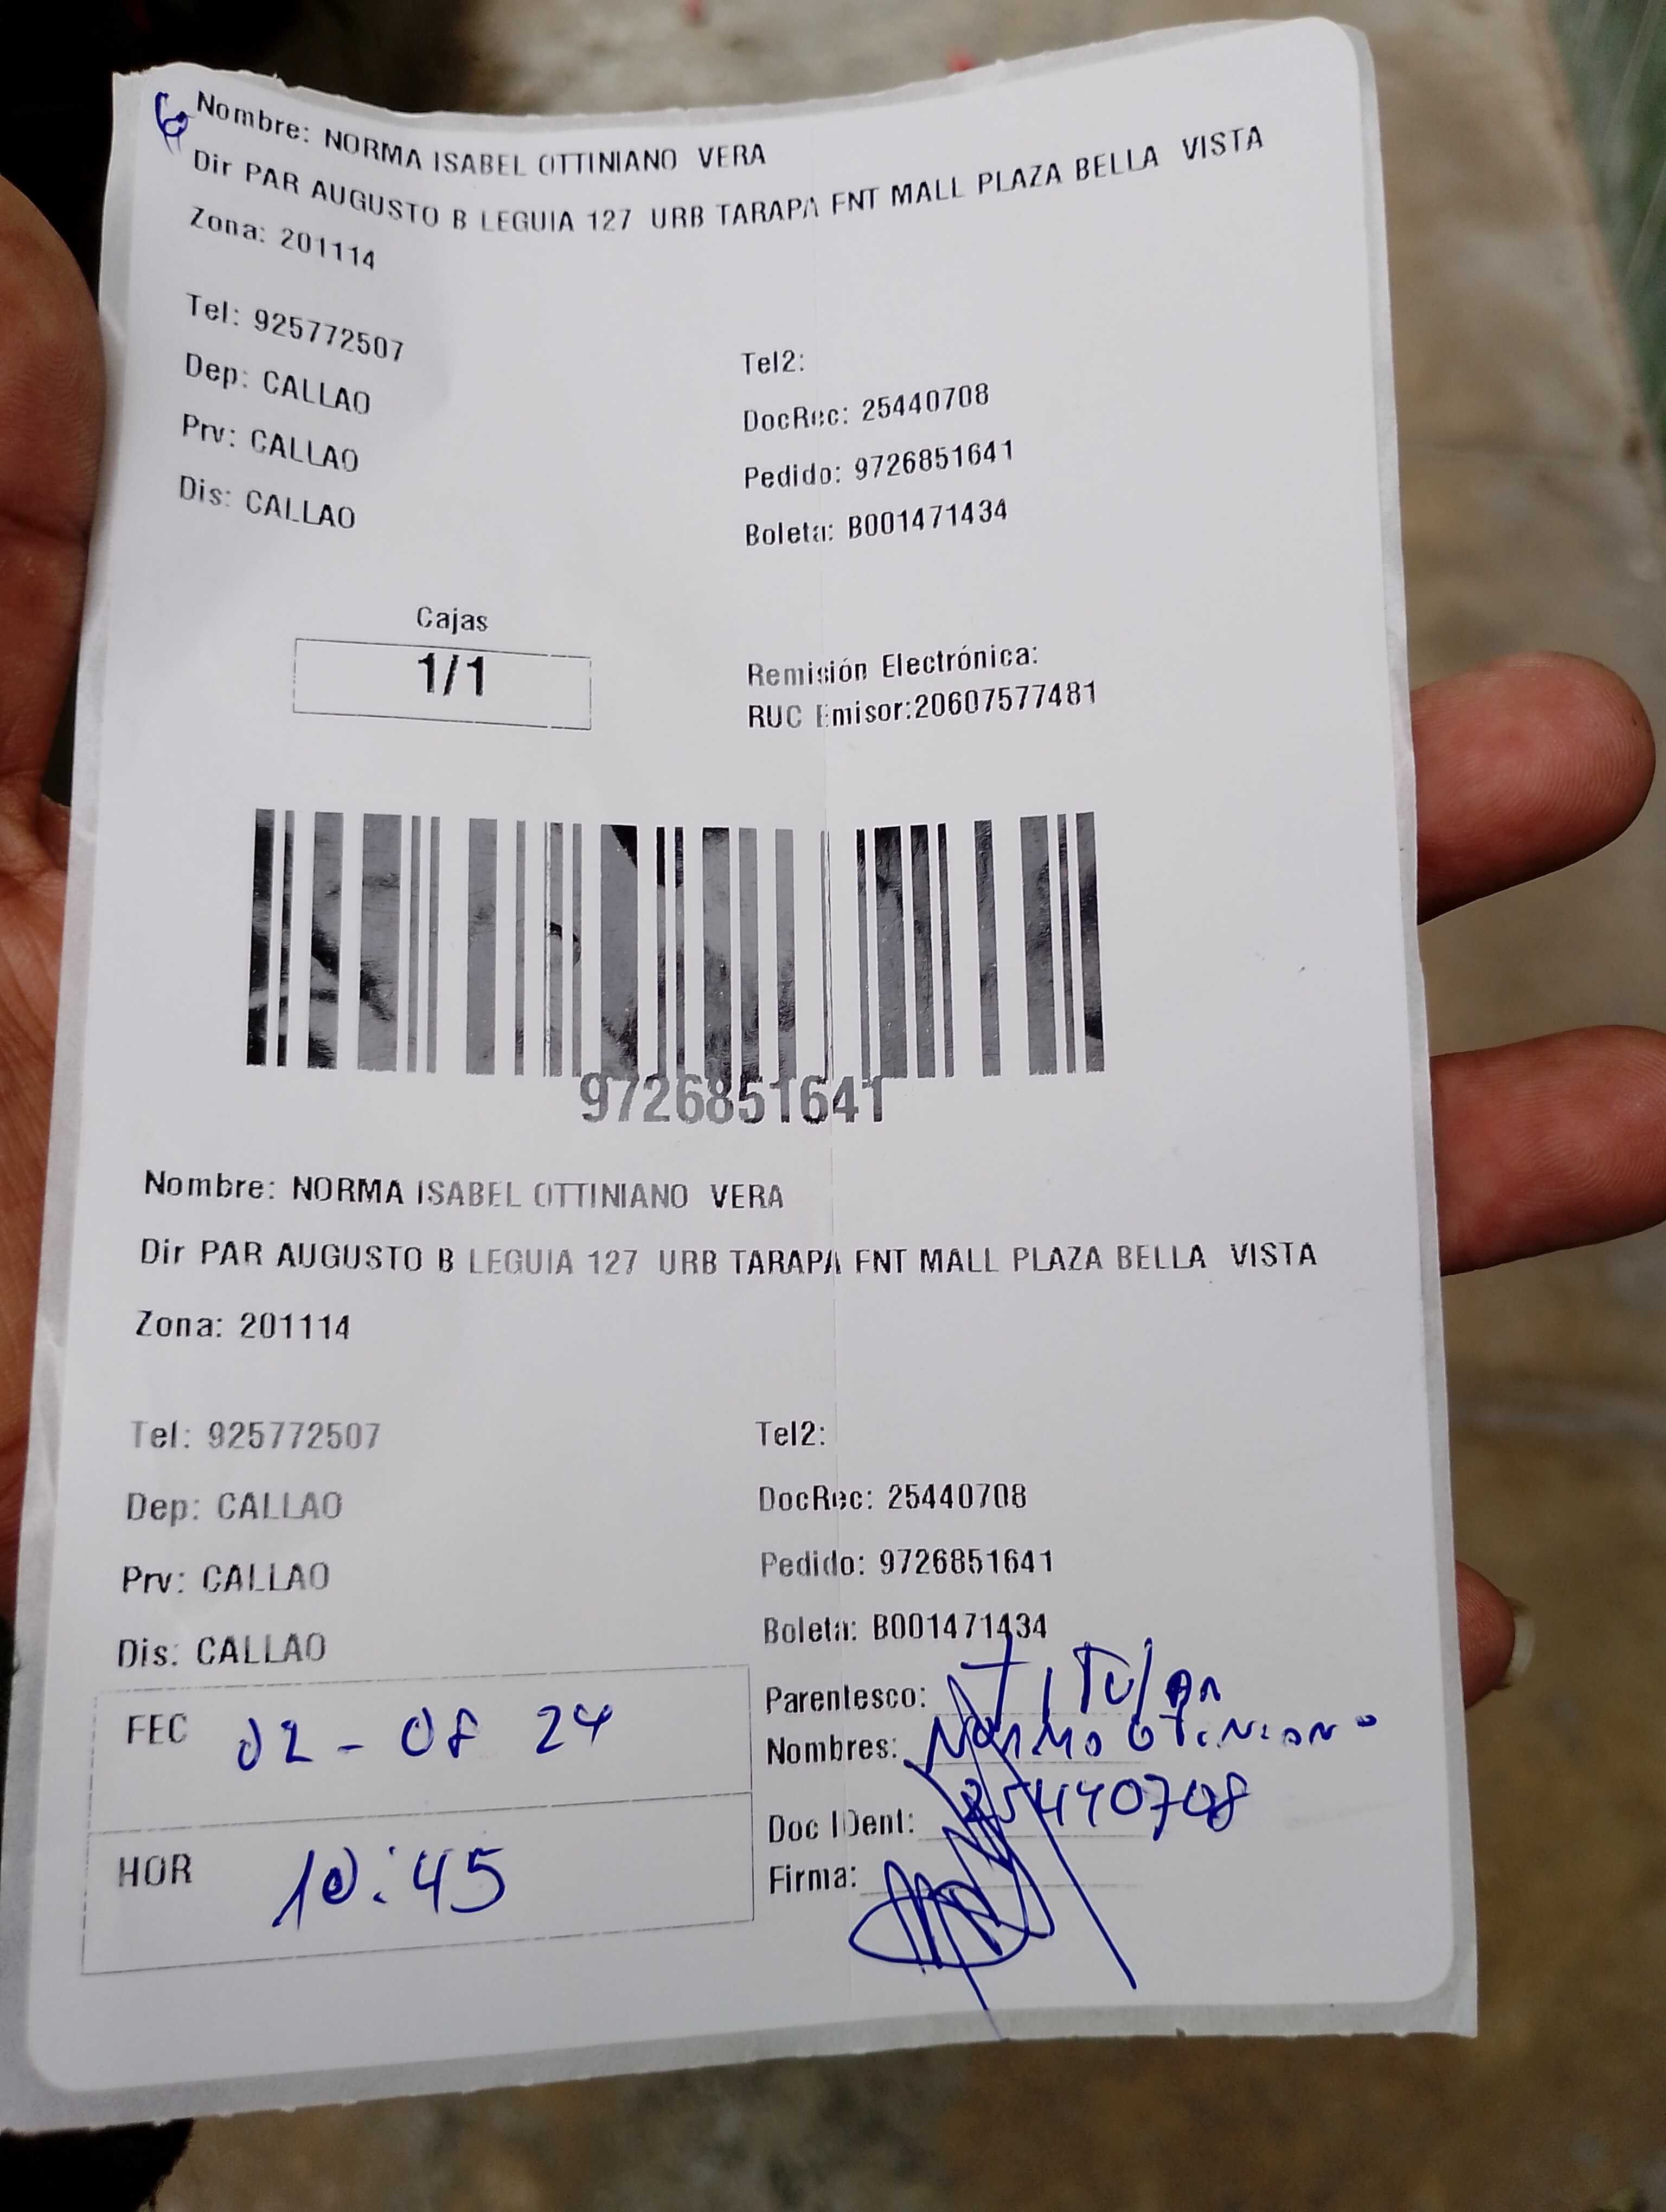 Nombre: NORMA ISABEL OTTINIANO VERA
Dir PAR AUGUSTO B LEGUIA 127 URB TARAPA FNT MALL PLAZA BELLA VISTA
Zona: 201114
Tel: 925772507
Tel2:
Dep: CALLAO
DocRec: 25440708
Prv: CALLAO
Pedido: 9726851641
Dis: CALLAO
Boleta: B001471434
Cajas
1/1
Remisión Electrónica:
RUC Emisor:20607577481
9726851641
Nombre: NORMA ISABEL OTTINIANO VERA
Dir PAR AUGUSTO B LEGUIA 127 URB TARAPA FNT MALL PLAZA BELLA VISTA
Zona: 201114
Tel: 925772507
Tel2:
Dep: CALLAO
DocRec: 25440708
Prv: CALLAO
Pedido: 9726851641
Dis: CALLAO
Boleta: B001471434
FEC 02-08 24
Parentesco: TITULAR
Nombres: Norma Otiniano
HOR 10:45
Doc IDent: 25440708
Firma: